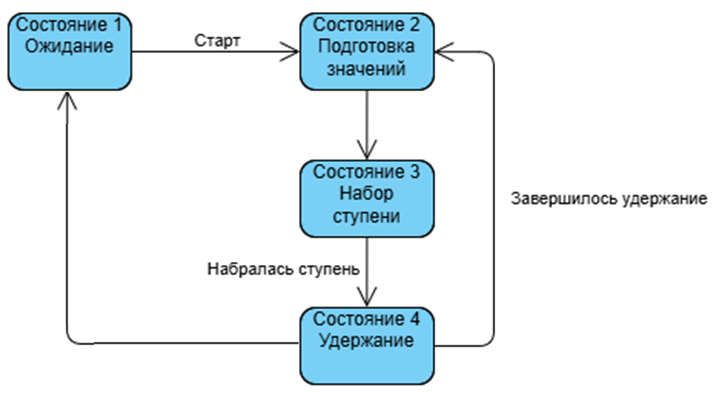 Состояние 1
Ожидание
Старт
Состояние 2
Подготовка
значений
Состояние 3
Набор
ступени
Завершилось удержание
Набралась ступень
Состояние 4
Удержание